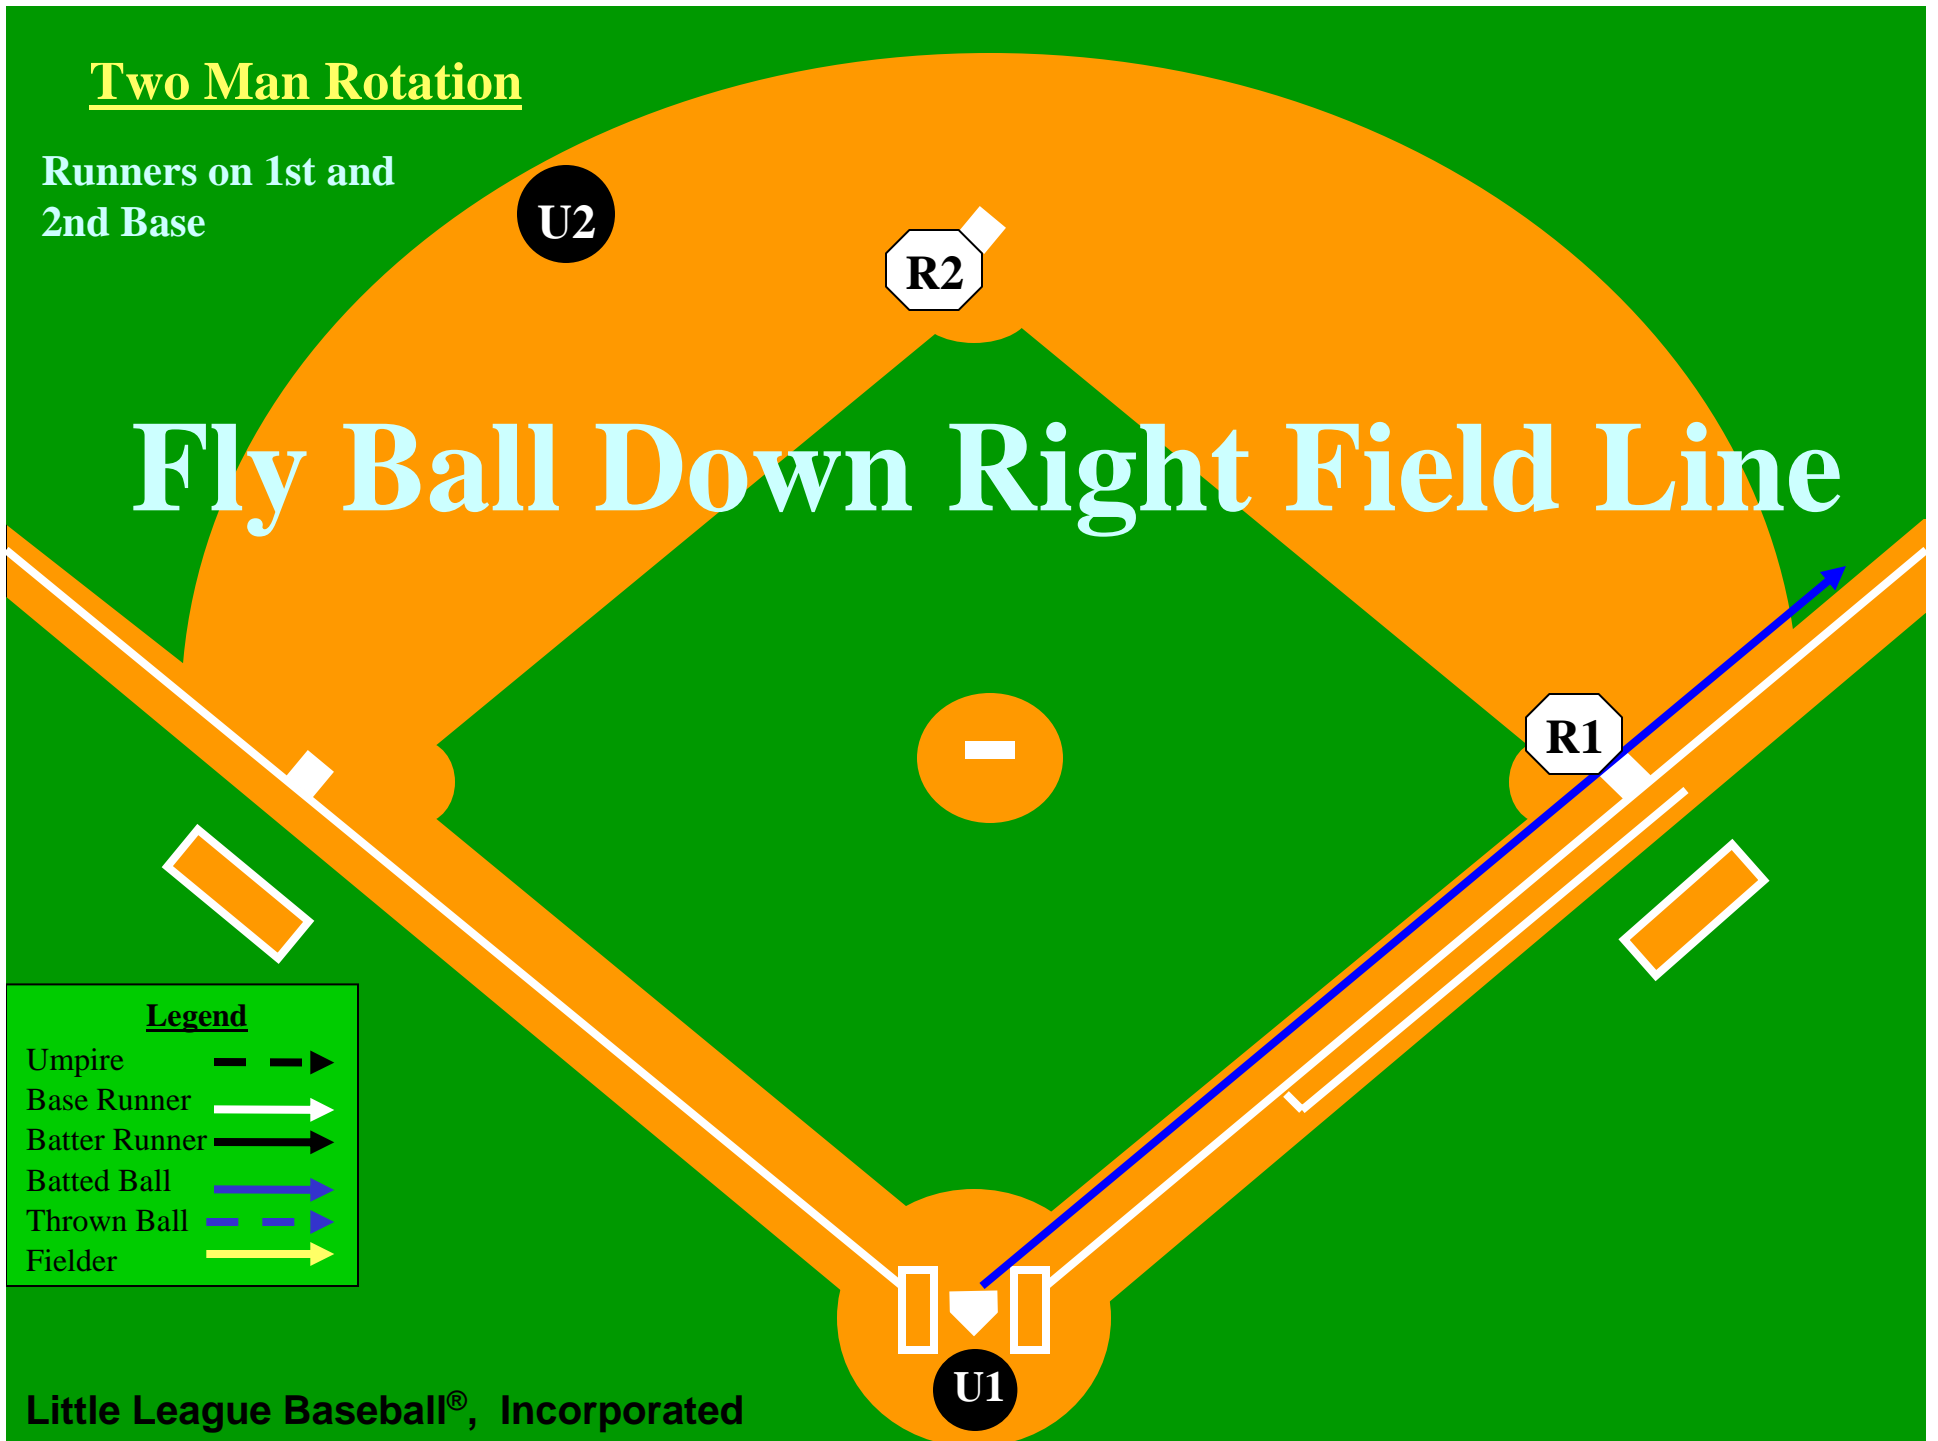 Two Man Rotation
Runners on 1st and
2nd Base
U2
R2
Fly Ball Down Right Field Line
R1
Legend
Umpire
Base Runner
Batter Runner
Batted Ball
Thrown Ball
Fielder
U1
Little League Baseball®, Incorporated